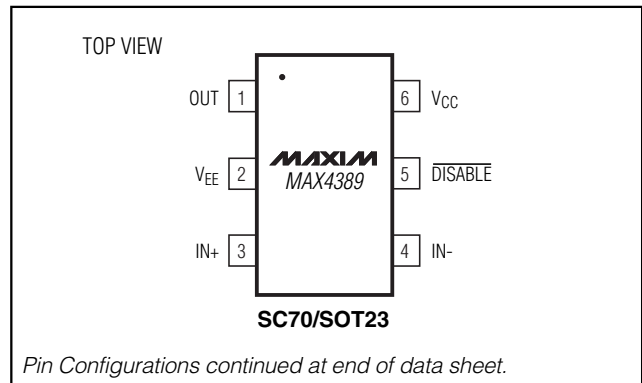 TOP VIEW
OUT 1
6 VCC
VEE 2
MAXIM
MAX4389
5 DISABLE
IN+ 3
4 IN-
SC70/SOT23
Pin Configurations continued at end of data sheet.